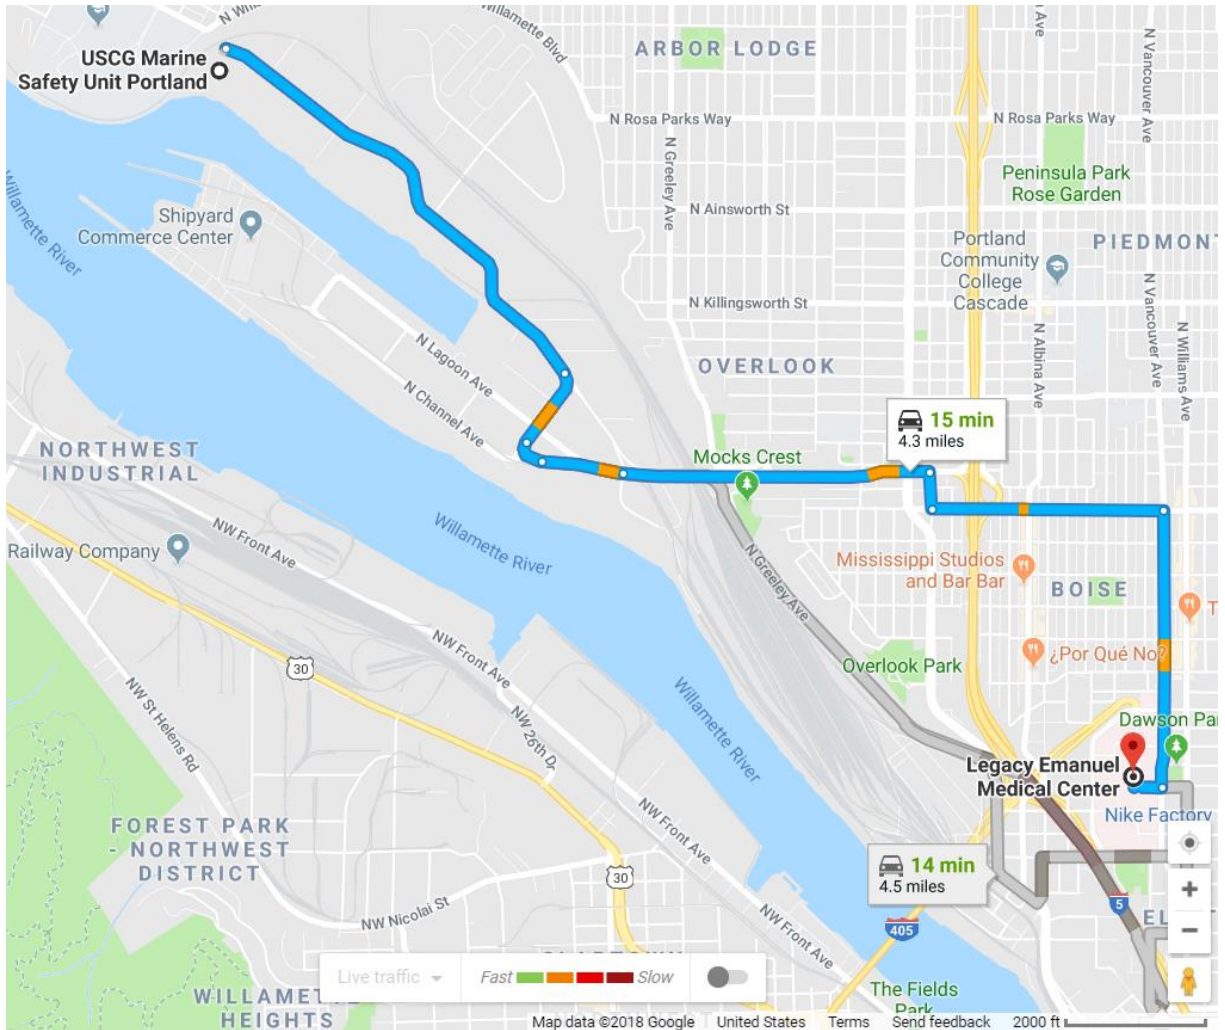 N Willamette Blvd
ARBOR LODGE
USCG Marine
Safety Unit Portland
N Rosa Parks Way
N Rosa Parks Way
N Vancouver Ave
N Greeley Ave
Peninsula Park
Rose Garden
N Ainsworth St
Willamette River
Shipyard
Commerce Center
Portland
Community
College
Cascade
PIEDMONT
N Killingsworth St
N Lagoon Ave
N Channel Ave
OVERLOOK
N Albina Ave
N Vancouver Ave
N Williams Ave
15 min
4.3 miles
NORTHWEST
INDUSTRIAL
Mocks Crest
Railway Company
NW Front Ave
Willamette River
N Greeley Ave
Mississippi Studios
and Bar Bar
BOISE
T
30
NW Front Ave
Overlook Park
¿Por Qué No?
NW St Helens Rd
NW 26th Dr
Willamette River
Dawson Par
Legacy Emanuel
Medical Center
Nike Factory
FOREST PARK
- NORTHWEST
DISTRICT
NW Front Ave
14 min
4.5 miles
30
5
NW Nicolai St
NW Front Ave
405
Live traffic
Fast
Slow
WILLAMETTE
HEIGHTS
The Fields
Park
Map data ©2018 Google United States Terms Send feedback 2000 ft